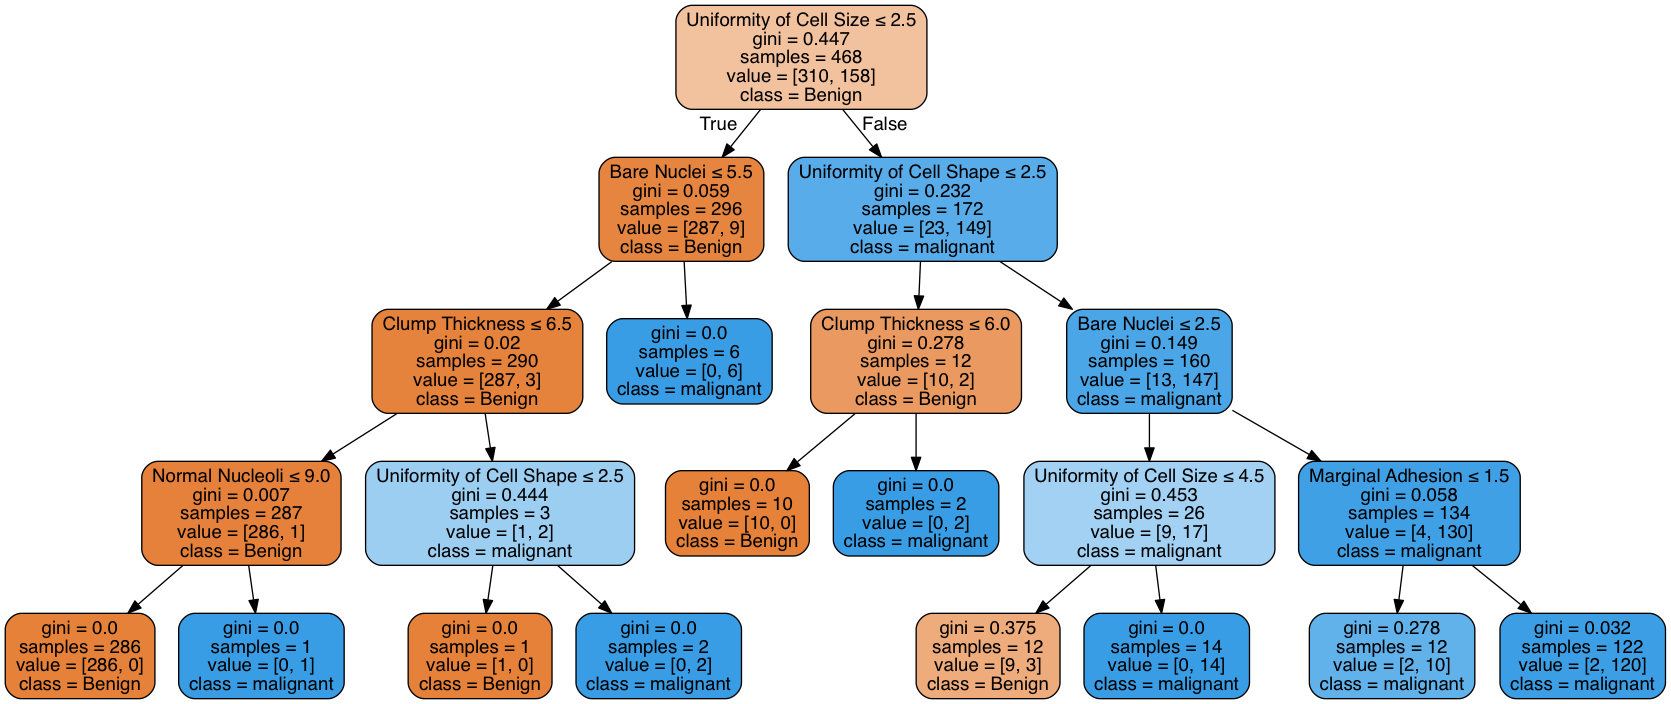 Uniformity of Cell Size ≤ 2.5
gini = 0.447
samples = 468
value = [310, 158]
class = Benign
True
False
Bare Nuclei ≤ 5.5
gini = 0.059
samples = 296
value = [287, 9]
class = Benign
Uniformity of Cell Shape ≤ 2.5
gini = 0.232
samples = 172
value = [23, 149]
class = malignant
Clump Thickness ≤ 6.5
gini = 0.02
samples = 290
value = [287, 3]
class = Benign
gini = 0.0
samples = 6
value = [0, 6]
class = malignant
Clump Thickness ≤ 6.0
gini = 0.278
samples = 12
value = [10, 2]
class = Benign
Bare Nuclei ≤ 2.5
gini = 0.149
samples = 160
value = [13, 147]
class = malignant
Normal Nucleoli ≤ 9.0
gini = 0.007
samples = 287
value = [286, 1]
class = Benign
Uniformity of Cell Shape ≤ 2.5
gini = 0.444
samples = 3
value = [1, 2]
class = malignant
gini = 0.0
samples = 10
value = [10, 0]
class = Benign
gini = 0.0
samples = 2
value = [0, 2]
class = malignant
Uniformity of Cell Size ≤ 4.5
gini = 0.453
samples = 26
value = [9, 17]
class = malignant
Marginal Adhesion ≤ 1.5
gini = 0.058
samples = 134
value = [4, 130]
class = malignant
gini = 0.0
samples = 286
value = [286, 0]
class = Benign
gini = 0.0
samples = 1
value = [0, 1]
class = malignant
gini = 0.0
samples = 1
value = [1, 0]
class = Benign
gini = 0.0
samples = 2
value = [0, 2]
class = malignant
gini = 0.375
samples = 12
value = [9, 3]
class = Benign
gini = 0.0
samples = 14
value = [0, 14]
class = malignant
gini = 0.278
samples = 12
value = [2, 10]
class = malignant
gini = 0.032
samples = 122
value = [2, 120]
class = malignant